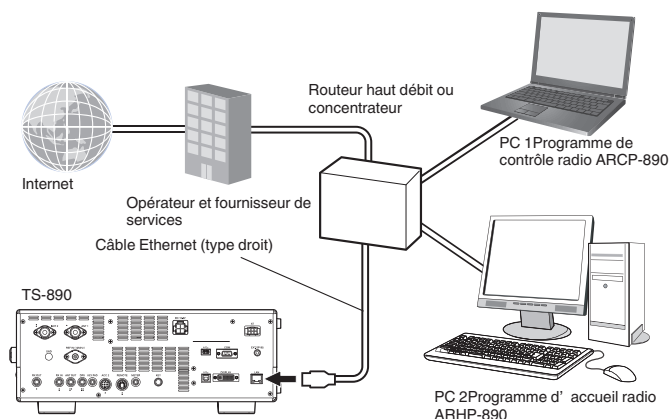 Internet
Opérateur et fournisseur de
services
Routeur haut débit ou
concentrateur
PC 1Programme de
contrôle radio ARCP-890
Câble Ethernet (type droit)
TS-890
PC 2Programme d’ accueil radio
ARHP-890